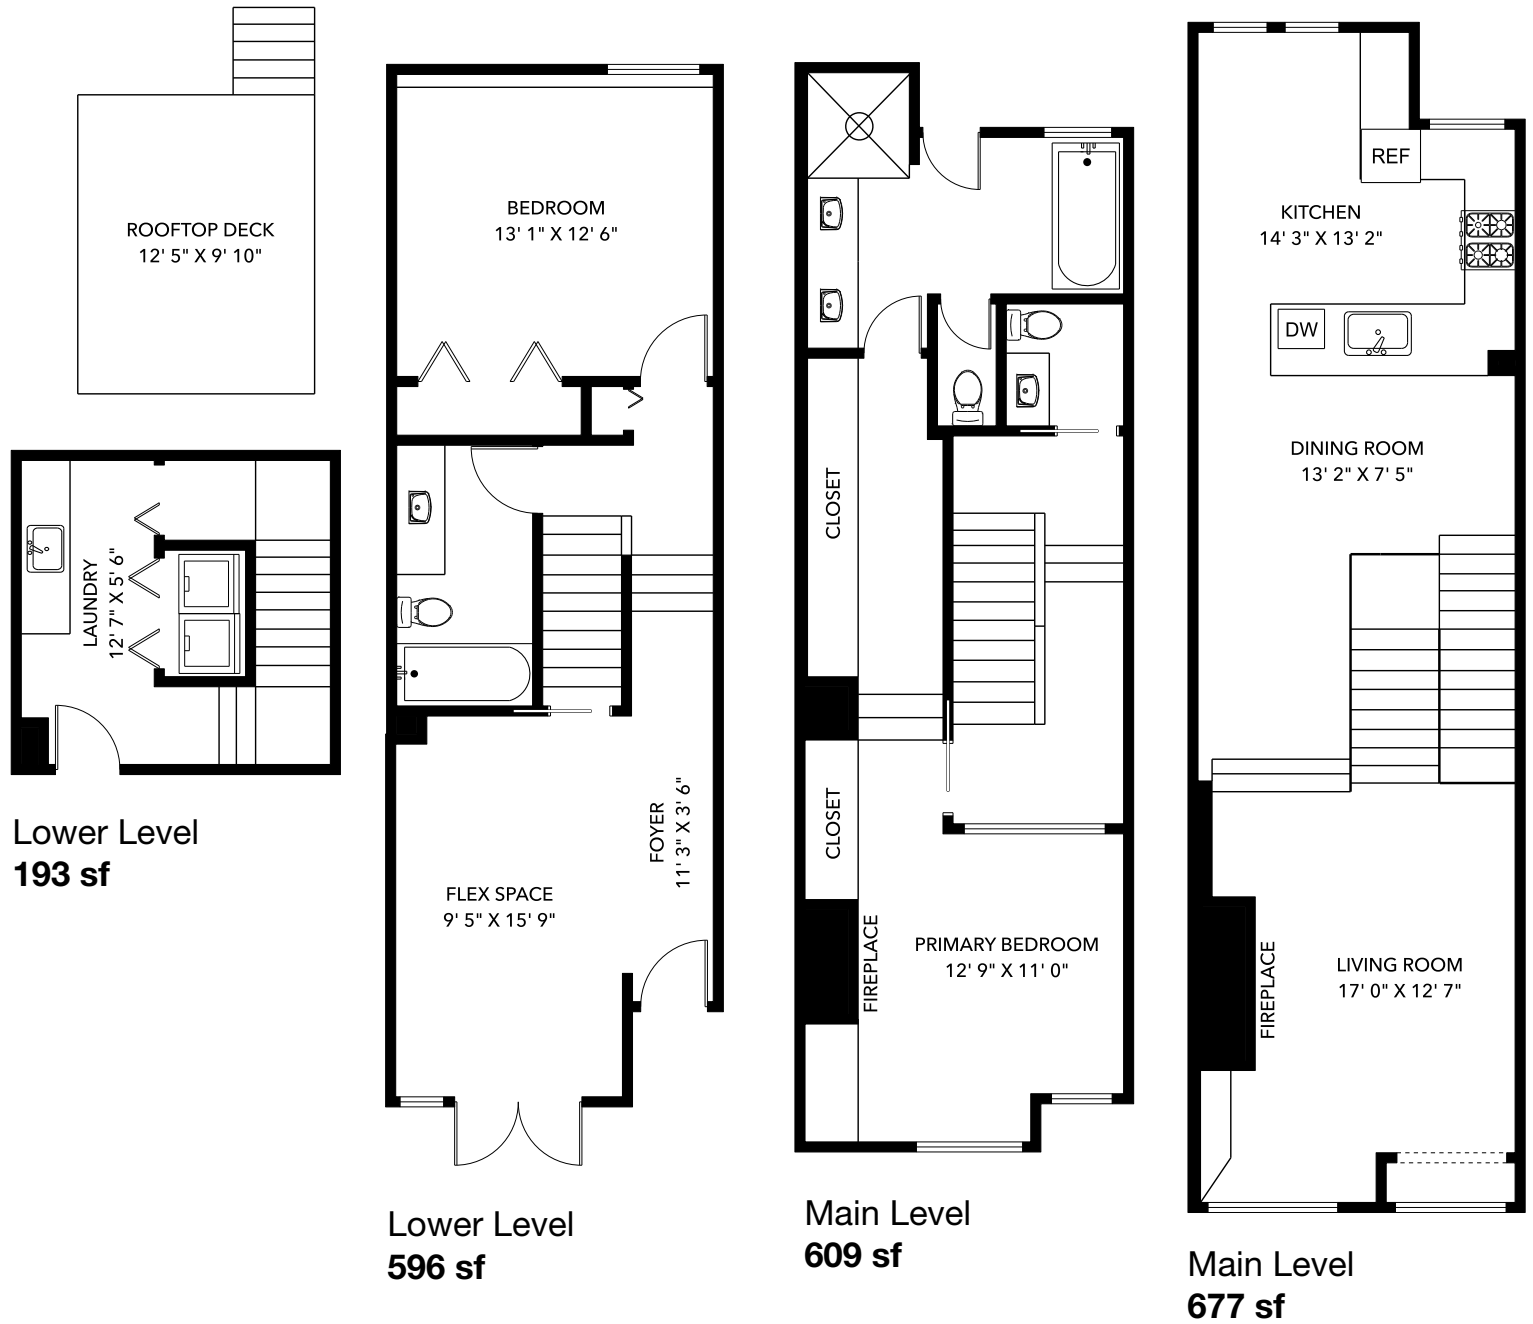 ROOFTOP DECK
12' 5" X 9' 10"
LAUNDRY
12' 7" X 5' 6"
Lower Level
193 sf
BEDROOM
13' 1" X 12' 6"
FOYER
11' 3" X 3' 6"
FLEX SPACE
9' 5" X 15' 9"
Lower Level
596 sf
CLOSET
CLOSET
FIREPLACE
PRIMARY BEDROOM
12' 9" X 11' 0"
Main Level
609 sf
REF
KITCHEN
14' 3" X 13' 2"
DW
DINING ROOM
13' 2" X 7' 5"
FIREPLACE
LIVING ROOM
17' 0" X 12' 7"
Main Level
677 sf